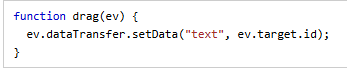 function drag(ev) {
  ev.dataTransfer.setData("text", ev.target.id);
}